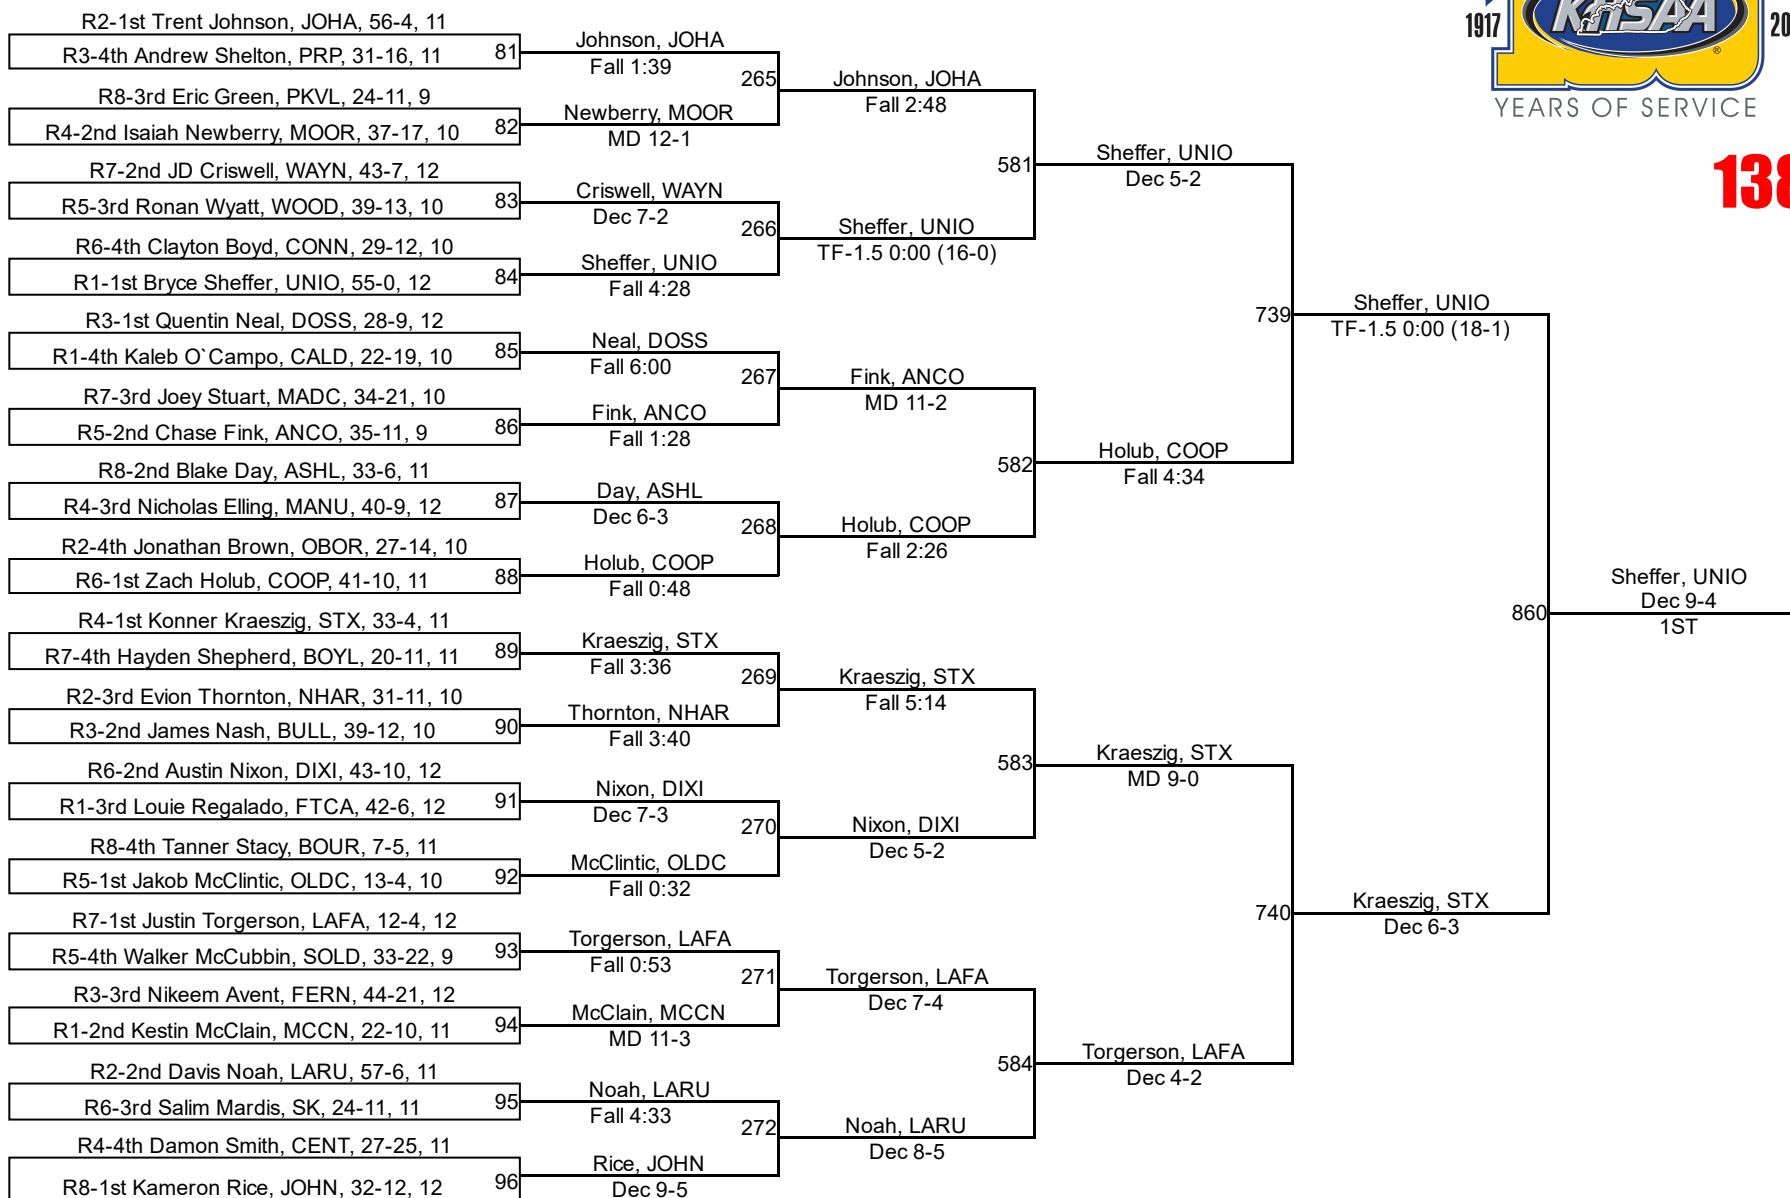 R2-1st Trent Johnson, JOHA, 56-4, 11
R3-4th Andrew Shelton, PRP, 31-16, 11
81
R8-3rd Eric Green, PKVL, 24-11, 9
R4-2nd Isaiah Newberry, MOOR, 37-17, 10
82
R7-2nd JD Criswell, WAYN, 43-7, 12
R5-3rd Ronan Wyatt, WOOD, 39-13, 10
83
R6-4th Clayton Boyd, CONN, 29-12, 10
R1-1st Bryce Sheffer, UNIO, 55-0, 12
84
R3-1st Quentin Neal, DOSS, 28-9, 12
R1-4th Kaleb O`Campo, CALD, 22-19, 10
85
R7-3rd Joey Stuart, MADC, 34-21, 10
R5-2nd Chase Fink, ANCO, 35-11, 9
86
R8-2nd Blake Day, ASHL, 33-6, 11
R4-3rd Nicholas Elling, MANU, 40-9, 12
87
R2-4th Jonathan Brown, OBOR, 27-14, 10
R6-1st Zach Holub, COOP, 41-10, 11
88
R4-1st Konner Kraeszig, STX, 33-4, 11
R7-4th Hayden Shepherd, BOYL, 20-11, 11
89
R2-3rd Evion Thornton, NHAR, 31-11, 10
R3-2nd James Nash, BULL, 39-12, 10
90
R6-2nd Austin Nixon, DIXI, 43-10, 12
R1-3rd Louie Regalado, FTCA, 42-6, 12
91
R8-4th Tanner Stacy, BOUR, 7-5, 11
R5-1st Jakob McClintic, OLDC, 13-4, 10
92
R7-1st Justin Torgerson, LAFA, 12-4, 12
R5-4th Walker McCubbin, SOLD, 33-22, 9
93
R3-3rd Nikeem Avent, FERN, 44-21, 12
R1-2nd Kestin McClain, MCCN, 22-10, 11
94
R2-2nd Davis Noah, LARU, 57-6, 11
R6-3rd Salim Mardis, SK, 24-11, 11
95
R4-4th Damon Smith, CENT, 27-25, 11
R8-1st Kameron Rice, JOHN, 32-12, 12
96
Johnson, JOHA
Fall 1:39
265
Newberry, MOOR
MD 12-1
Criswell, WAYN
Dec 7-2
266
Sheffer, UNIO
Fall 4:28
Neal, DOSS
Fall 6:00
267
Fink, ANCO
Fall 1:28
Day, ASHL
Dec 6-3
268
Holub, COOP
Fall 0:48
Kraeszig, STX
Fall 3:36
269
Thornton, NHAR
Fall 3:40
Nixon, DIXI
Dec 7-3
270
McClintic, OLDC
Fall 0:32
Torgerson, LAFA
Fall 0:53
271
McClain, MCCN
MD 11-3
Noah, LARU
Fall 4:33
272
Rice, JOHN
Dec 9-5
Johnson, JOHA
Fall 2:48
581
Sheffer, UNIO
TF-1.5 0:00 (16-0)
Fink, ANCO
MD 11-2
582
Holub, COOP
Fall 2:26
Kraeszig, STX
Fall 5:14
583
Nixon, DIXI
Dec 5-2
Torgerson, LAFA
Dec 7-4
584
Noah, LARU
Dec 8-5
Sheffer, UNIO
Dec 5-2
739
Holub, COOP
Fall 4:34
Kraeszig, STX
MD 9-0
740
Torgerson, LAFA
Dec 4-2
Sheffer, UNIO
TF-1.5 0:00 (18-1)
860
Kraeszig, STX
Dec 6-3
Sheffer, UNIO
Dec 9-4
1ST
1917
KHSAA
®
20
YEARS OF SERVICE
138